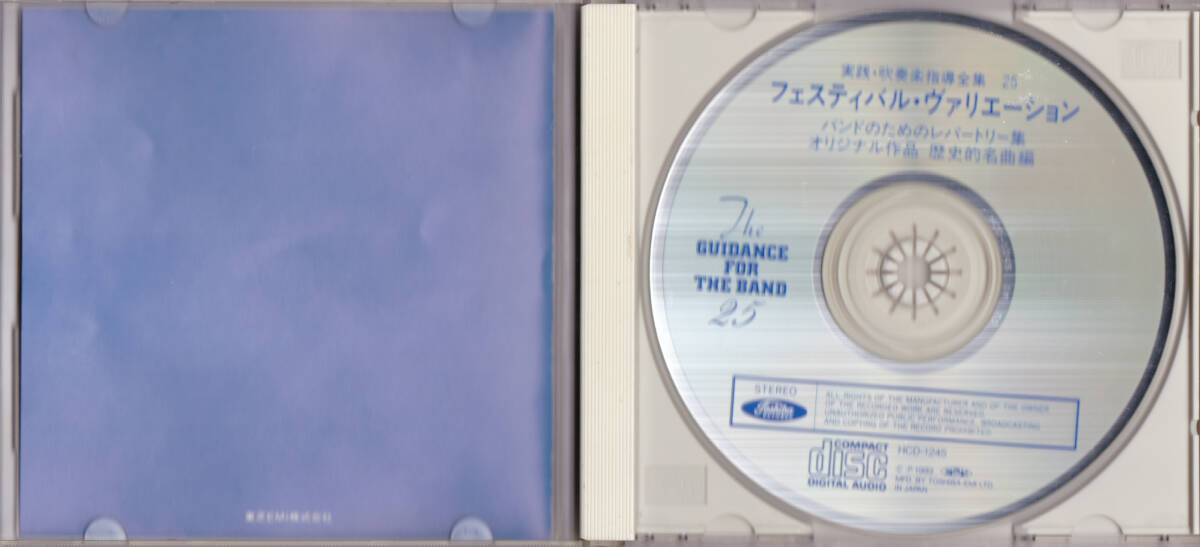 東芝EMI株式会社
実践・吹奏楽指導全集 25
フェスティバル・ヴァリエーション
バンドのためのレパートリー集
オリジナル作品 歴史的名曲編
The
GUIDANCE
FOR
THE BAND
25
STEREO
Toshiba
ALL RIGHTS OF THE MANUFACTURER AND OF THE OWNER
OF THE RECORDED WORK ARE RESERVED.
UNAUTHORIZED PUBLIC PERFORMANCE, BROADCASTING
AND COPYING OF THE RECORD PROHIBITED
COMPACT
disc
DIGITAL AUDIO
HCD-1245
MFD. BY TOSHIBA-EMI LTD.
IN JAPAN